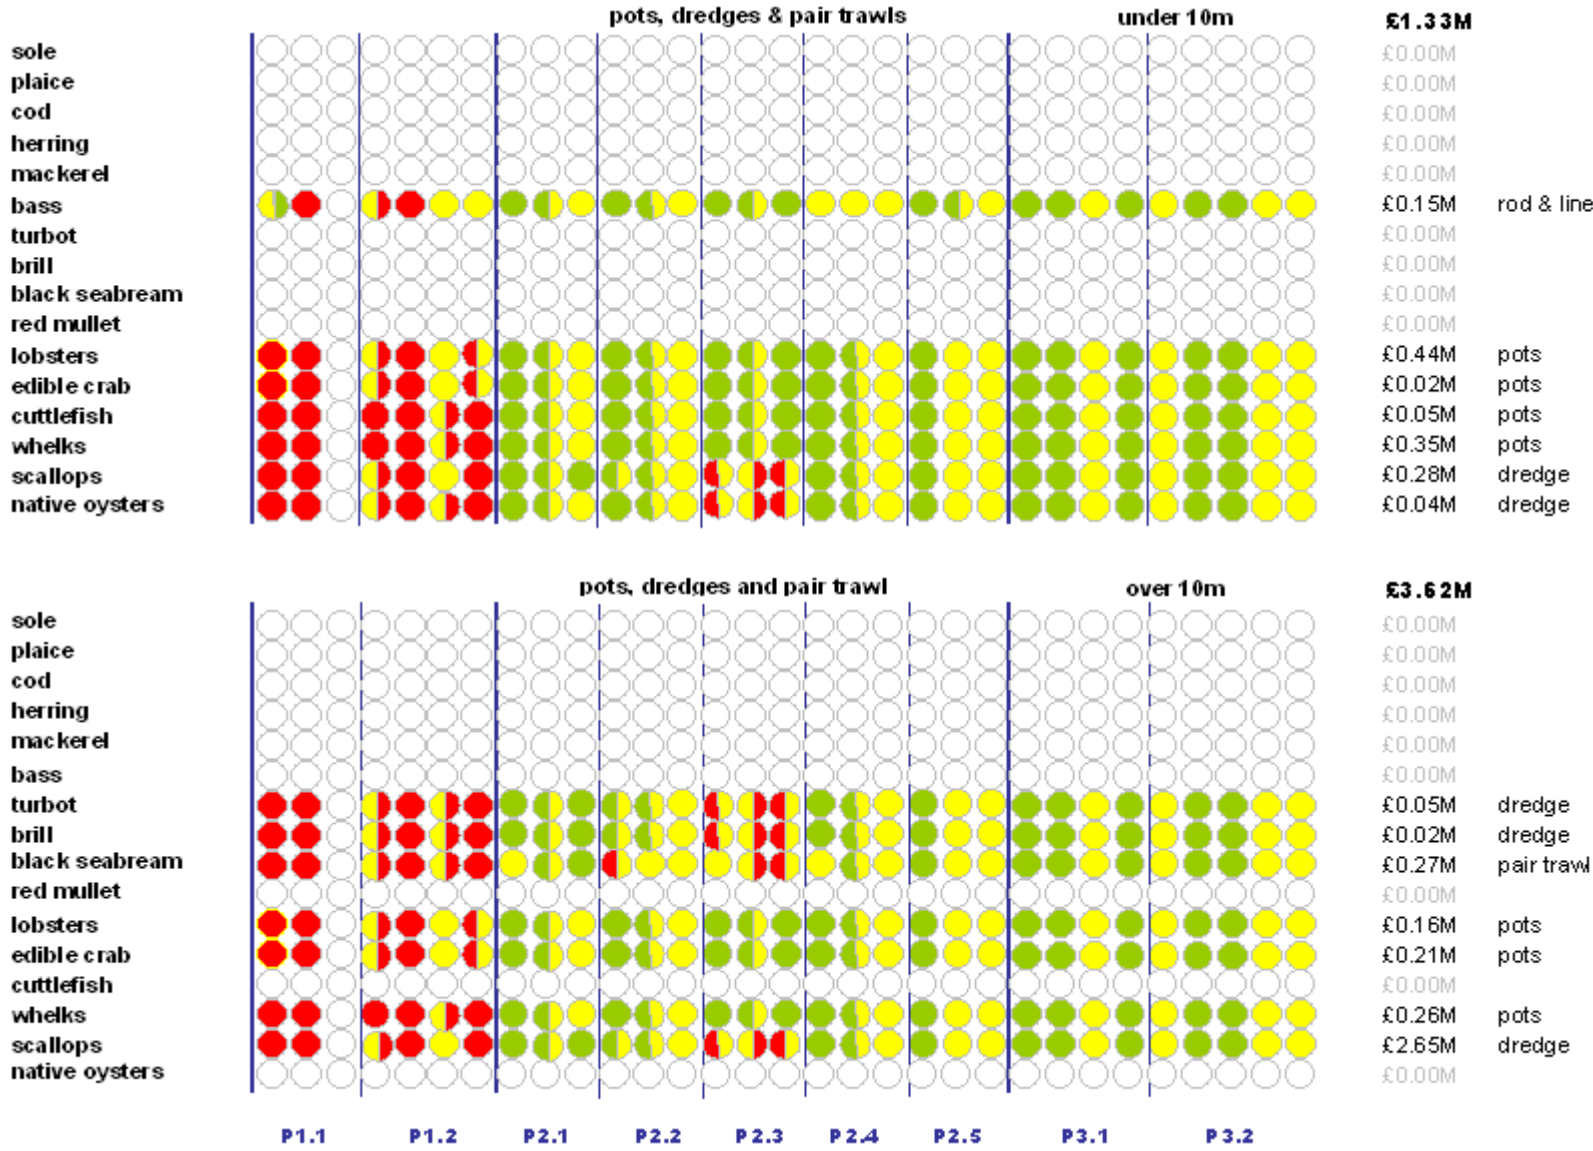 pots, dredges & pair trawls under 10m £1.33M
sole £0.00M
plaice £0.00M
cod £0.00M
herring £0.00M
mackerel £0.00M
bass £0.15M rod & line
turbot £0.00M
brill £0.00M
black seabream £0.00M
red mullet £0.00M
lobsters £0.44M pots
edible crab £0.02M pots
cuttlefish £0.05M pots
whelks £0.35M pots
scallops £0.28M dredge
native oysters £0.04M dredge
pots, dredges and pair trawl over 10m £3.62M
sole £0.00M
plaice £0.00M
cod £0.00M
herring £0.00M
mackerel £0.00M
bass £0.00M
turbot £0.05M dredge
brill £0.02M dredge
black seabream £0.27M pair trawl
red mullet £0.00M
lobsters £0.16M pots
edible crab £0.21M pots
cuttlefish £0.00M
whelks £0.26M pots
scallops £2.65M dredge
native oysters £0.00M
P1.1 P1.2 P2.1 P2.2 P2.3 P2.4 P2.5 P3.1 P3.2